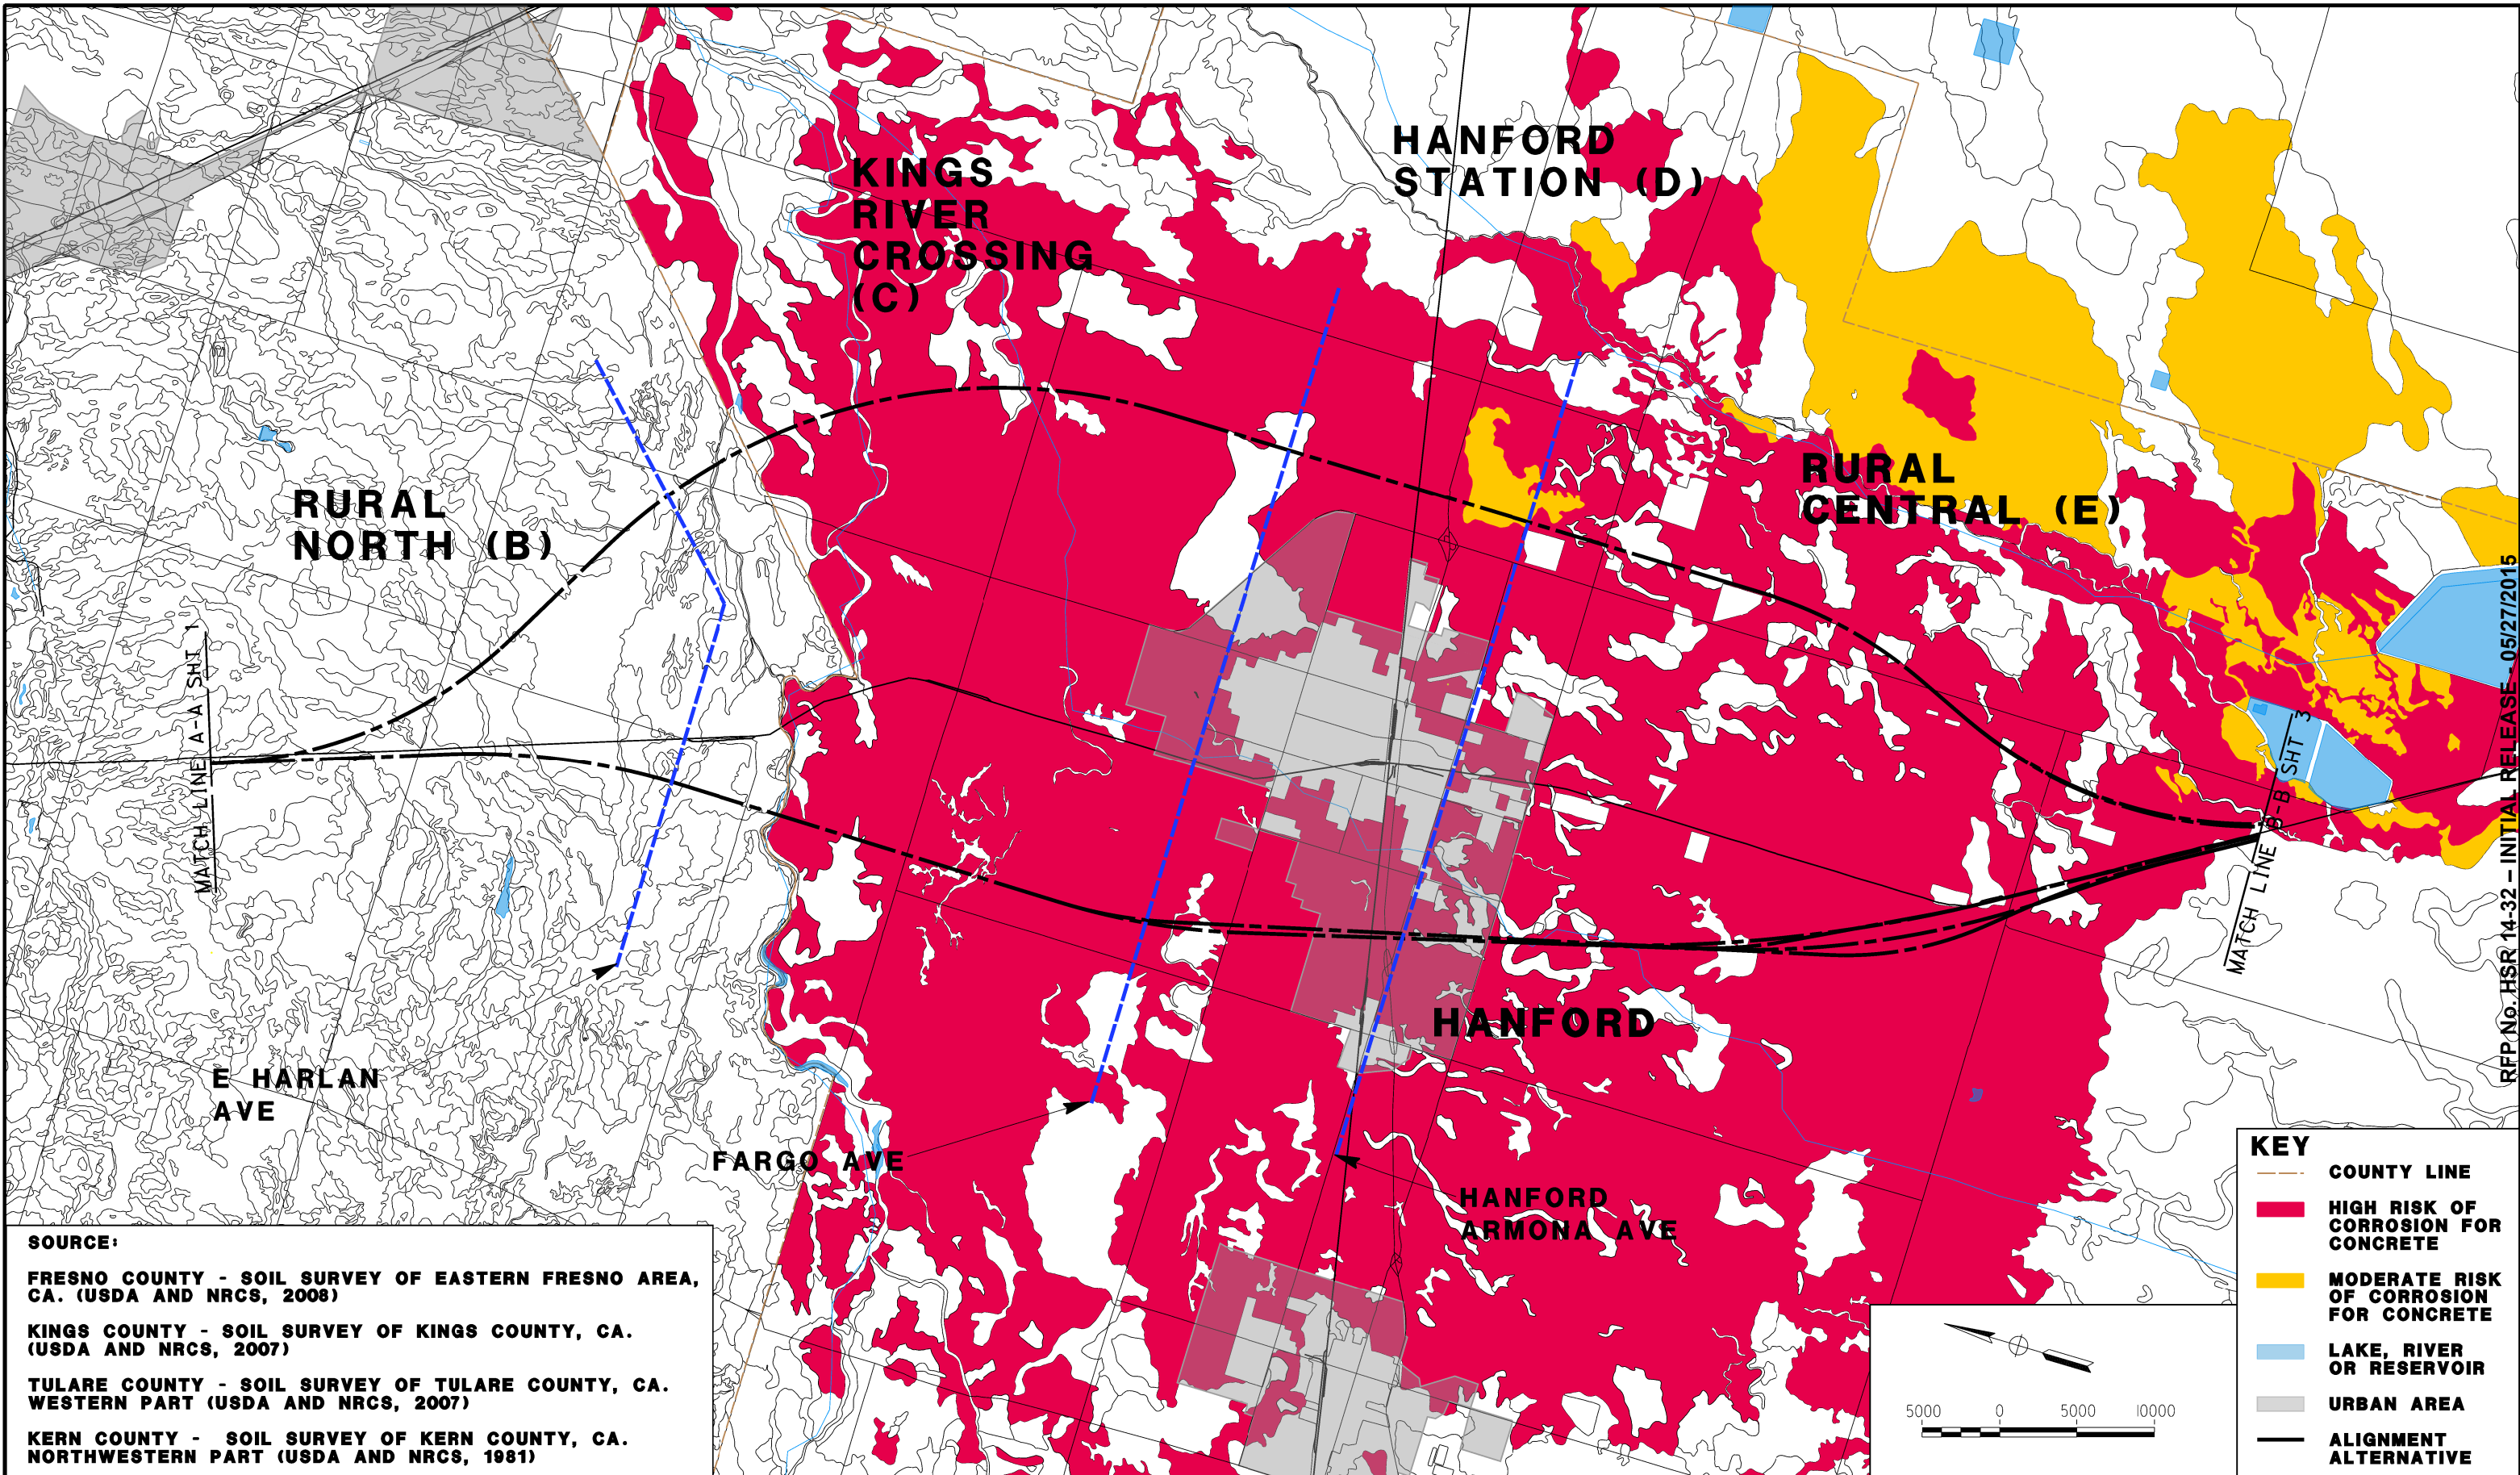 KINGS
RIVER
CROSSING
(C)
HANFORD
STATION (D)
RURAL
NORTH (B)
RURAL
CENTRAL (E)
MATCH LINE A-A SHT 1
MATCH LINE B-B SHT 3
HANFORD
E HARLAN
AVE
FARGO AVE
HANFORD
ARMONA AVE
RFP No. HSR 14-32 – INITIAL RELEASE - 05/27/2015
SOURCE:
FRESNO COUNTY - SOIL SURVEY OF EASTERN FRESNO AREA,
CA. (USDA AND NRCS, 2008)
KINGS COUNTY - SOIL SURVEY OF KINGS COUNTY, CA.
(USDA AND NRCS, 2007)
TULARE COUNTY - SOIL SURVEY OF TULARE COUNTY, CA.
WESTERN PART (USDA AND NRCS, 2007)
KERN COUNTY - SOIL SURVEY OF KERN COUNTY, CA.
NORTHWESTERN PART (USDA AND NRCS, 1981)
5000 0 5000 10000
KEY
COUNTY LINE
HIGH RISK OF
CORROSION FOR
CONCRETE
MODERATE RISK
OF CORROSION
FOR CONCRETE
LAKE, RIVER
OR RESERVOIR
URBAN AREA
ALIGNMENT
ALTERNATIVE